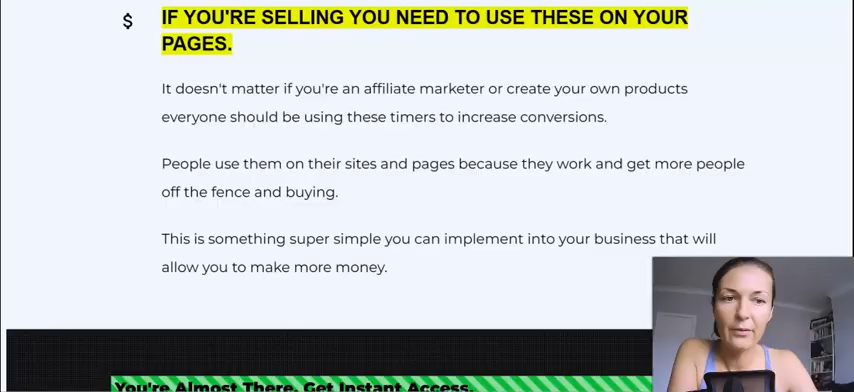 $ IF YOU'RE SELLING YOU NEED TO USE THESE ON YOUR
PAGES.
It doesn't matter if you're an affiliate marketer or create your own products
everyone should be using these timers to increase conversions.
People use them on their sites and pages because they work and get more people
off the fence and buying.
This is something super simple you can implement into your business that will
allow you to make more money.
You're Almost There. Get Instant Access.